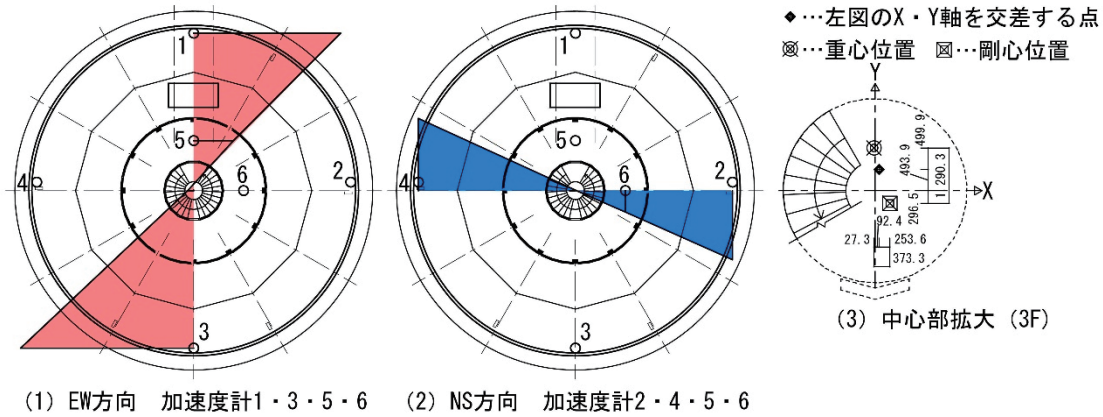 1
5
6
2
4
3
(1) EW方向 加速度計1・3・5・6
1
5
6
2
4
3
(2) NS方向 加速度計2・4・5・6
◆…左図のX・Y軸を交差する点
…重心位置 …剛心位置
Y
X
499.9
493.9
1 290.3
296.5
92.4
27.3
253.6
373.3
(3) 中心部拡大 (3F)